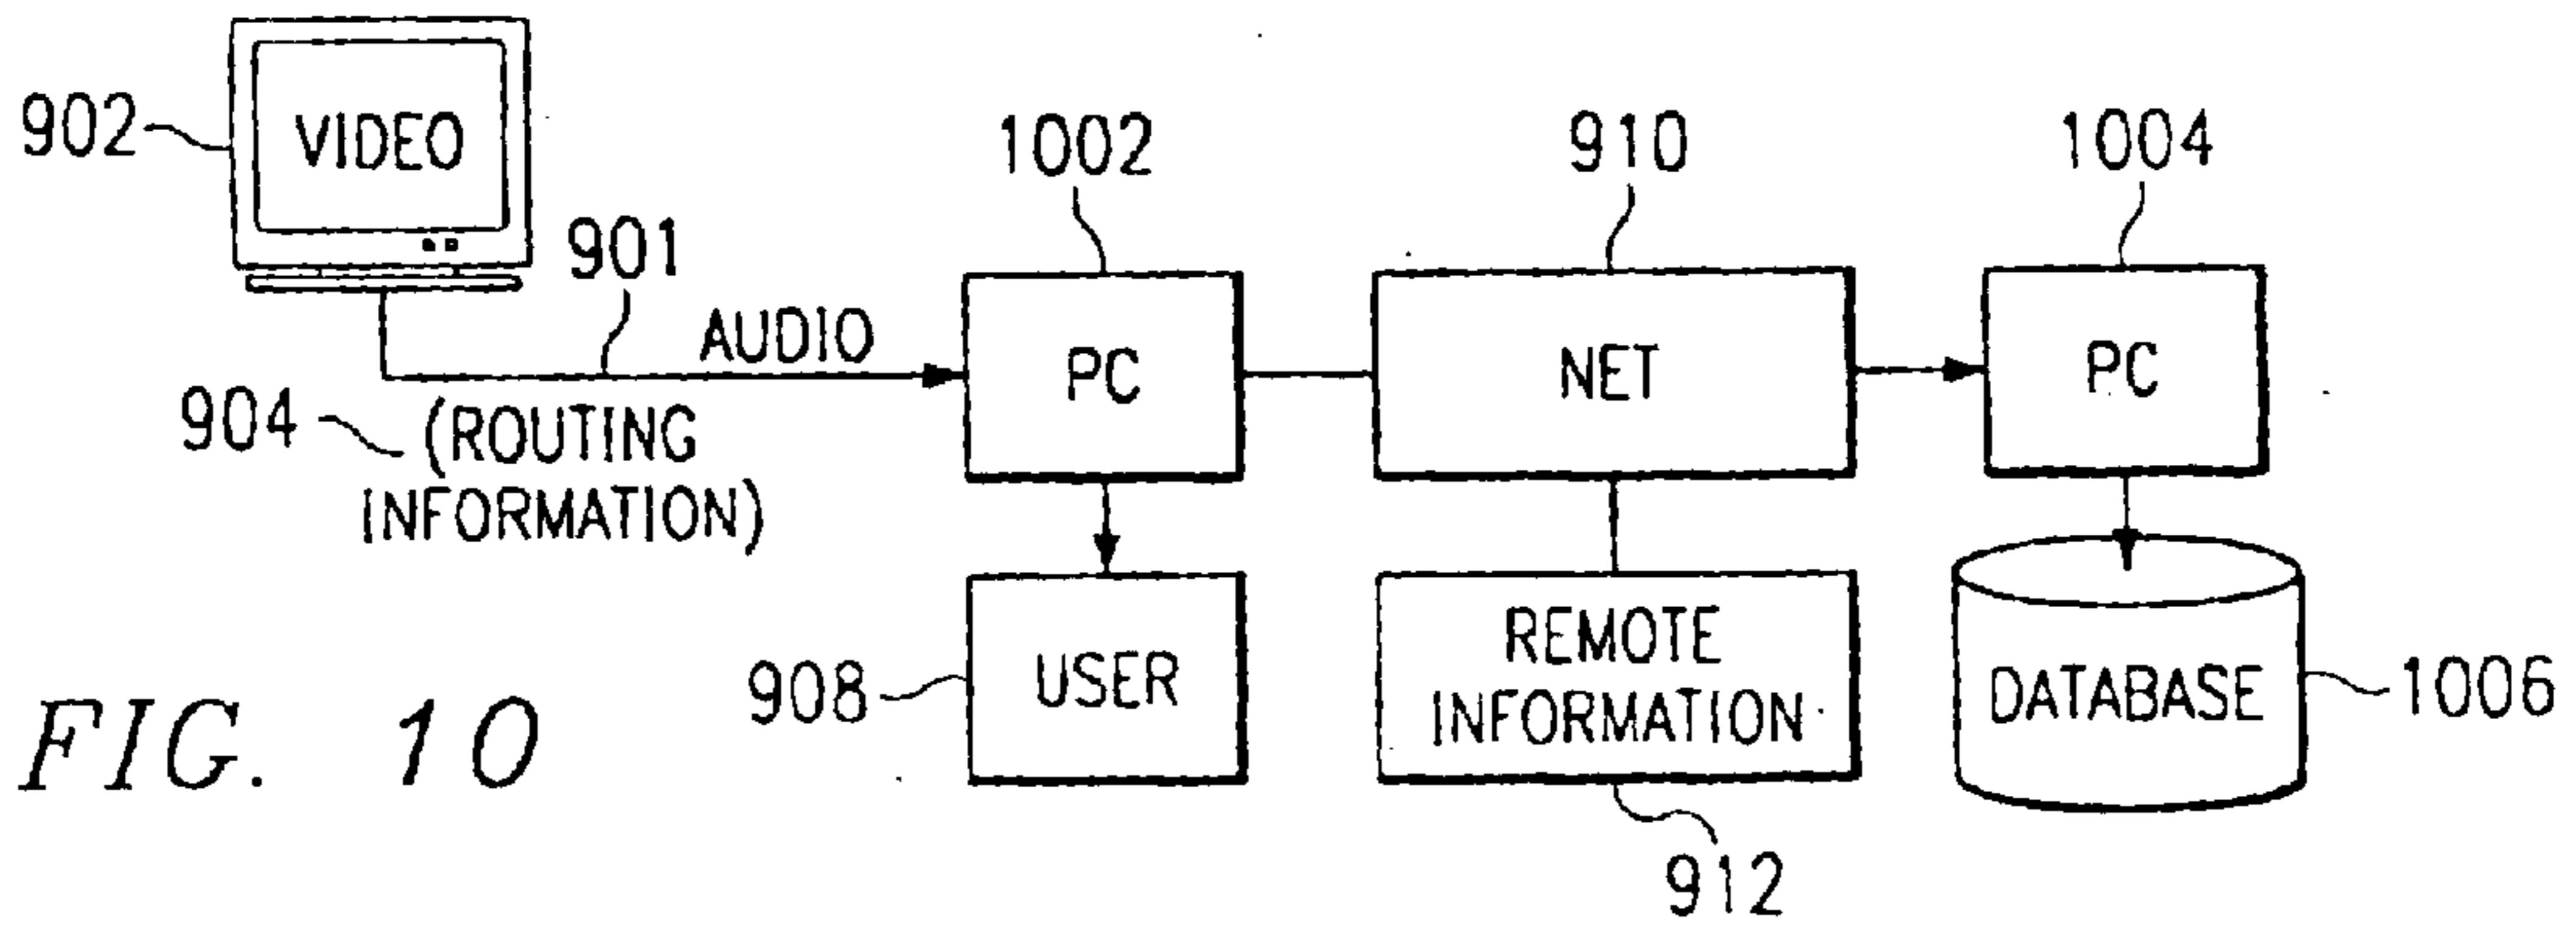 902
VIDEO
901
AUDIO
904
(ROUTING
INFORMATION)
1002
PC
910
NET
1004
PC
908
USER
REMOTE
INFORMATION
912
DATABASE
1006
FIG. 10